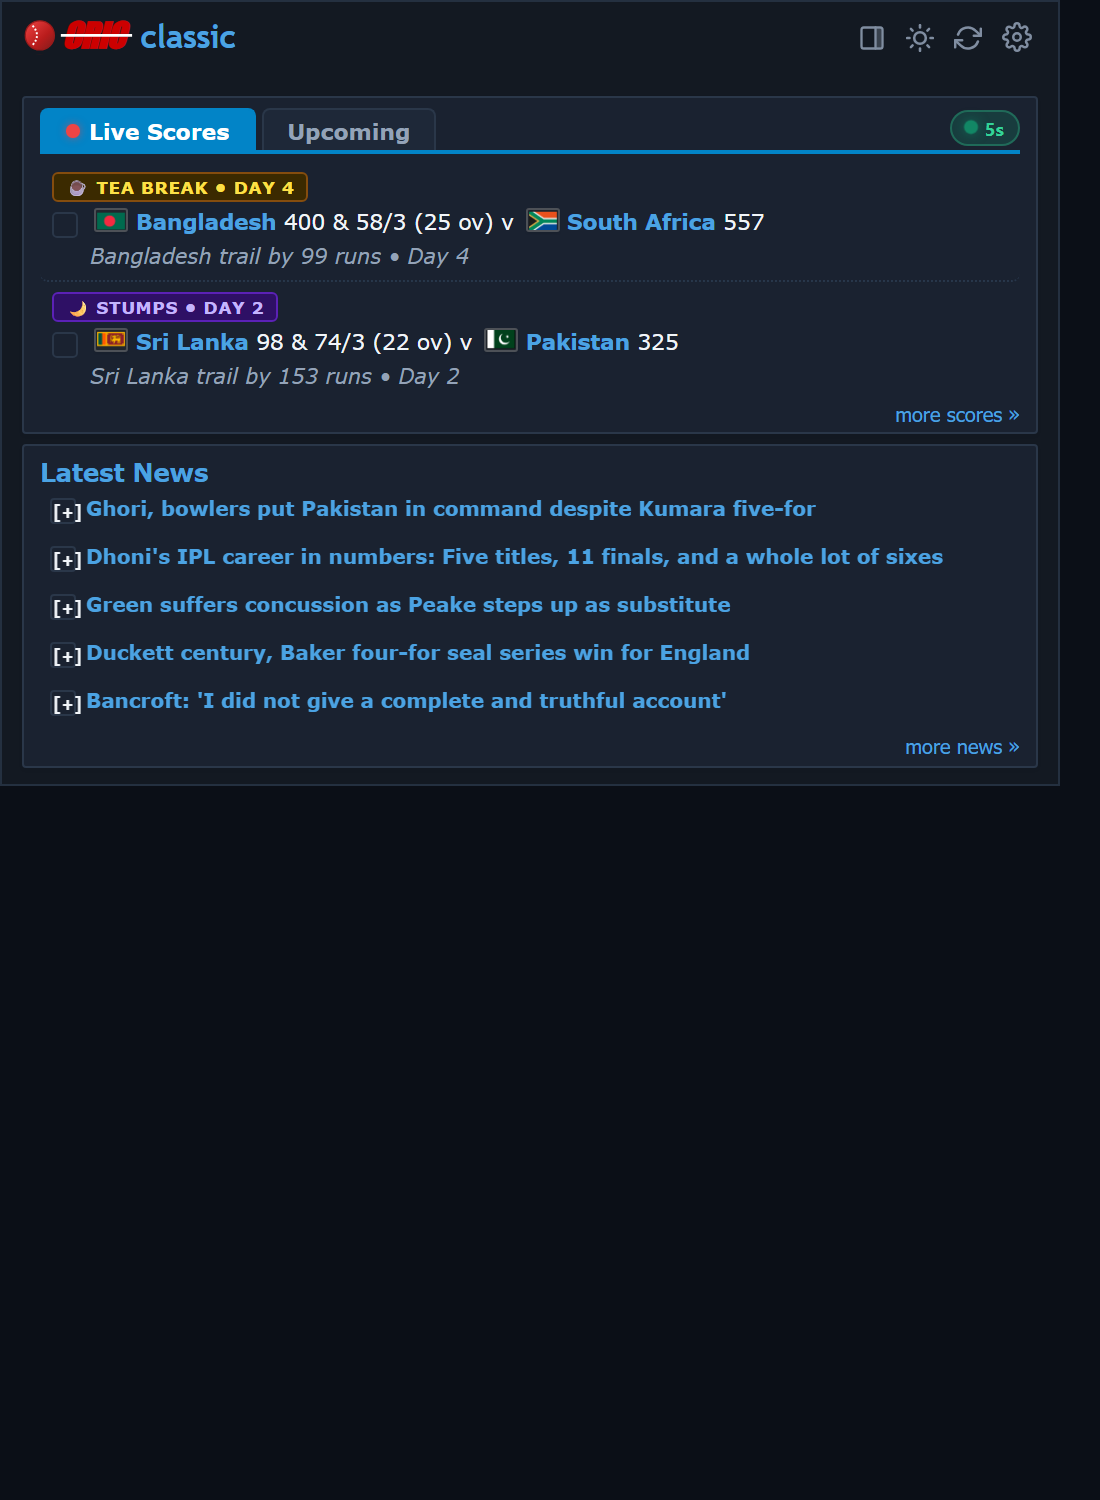 CRIC classic
Live Scores
Upcoming
5s
TEA BREAK • DAY 4
Bangladesh 400 & 58/3 (25 ov) v South Africa 557
Bangladesh trail by 99 runs • Day 4
STUMPS • DAY 2
Sri Lanka 98 & 74/3 (22 ov) v Pakistan 325
Sri Lanka trail by 153 runs • Day 2
more scores »
Latest News
[+] Ghori, bowlers put Pakistan in command despite Kumara five-for
[+] Dhoni's IPL career in numbers: Five titles, 11 finals, and a whole lot of sixes
[+] Green suffers concussion as Peake steps up as substitute
[+] Duckett century, Baker four-for seal series win for England
[+] Bancroft: 'I did not give a complete and truthful account'
more news »